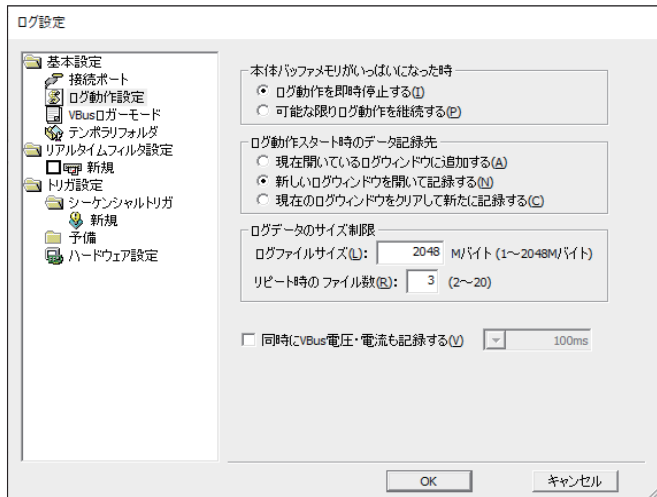 ログ設定
基本設定
接続ポート
ログ動作設定
VBusロガーモード
テンポラリフォルダ
リアルタイムフィルタ設定
新規
トリガ設定
シーケンシャルトリガ
新規
予備
ハードウェア設定
本体バッファメモリがいっぱいになった時
ログ動作を即時停止する(I)
可能な限りログ動作を継続する(P)
ログ動作スタート時のデータ記録先
現在開いているログウィンドウに追加する(A)
新しいログウィンドウを開いて記録する(N)
現在のログウィンドウをクリアして新たに記録する(C)
ログデータのサイズ制限
ログファイルサイズ(L): 2048 Mバイト (1～2048Mバイト)
リピート時の ファイル数(R): 3 (2～20)
同時にVBus電圧・電流も記録する(V) 100ms
OK キャンセル